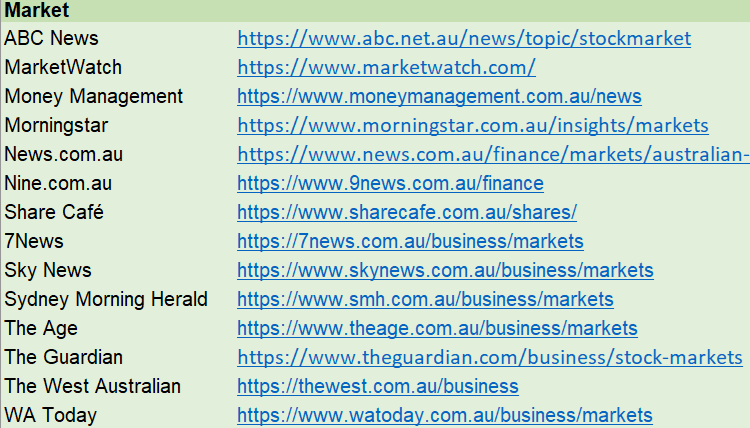 Market
ABC News https://www.abc.net.au/news/topic/stockmarket
MarketWatch https://www.marketwatch.com/
Money Management https://www.moneymanagement.com.au/news
Morningstar https://www.morningstar.com.au/insights/markets
News.com.au https://www.news.com.au/finance/markets/australian-
Nine.com.au https://www.9news.com.au/finance
Share Café https://www.sharecafe.com.au/shares/
7News https://7news.com.au/business/markets
Sky News https://www.skynews.com.au/business/markets
Sydney Morning Herald https://www.smh.com.au/business/markets
The Age https://www.theage.com.au/business/markets
The Guardian https://www.theguardian.com/business/stock-markets
The West Australian https://thewest.com.au/business
WA Today https://www.watoday.com.au/business/markets